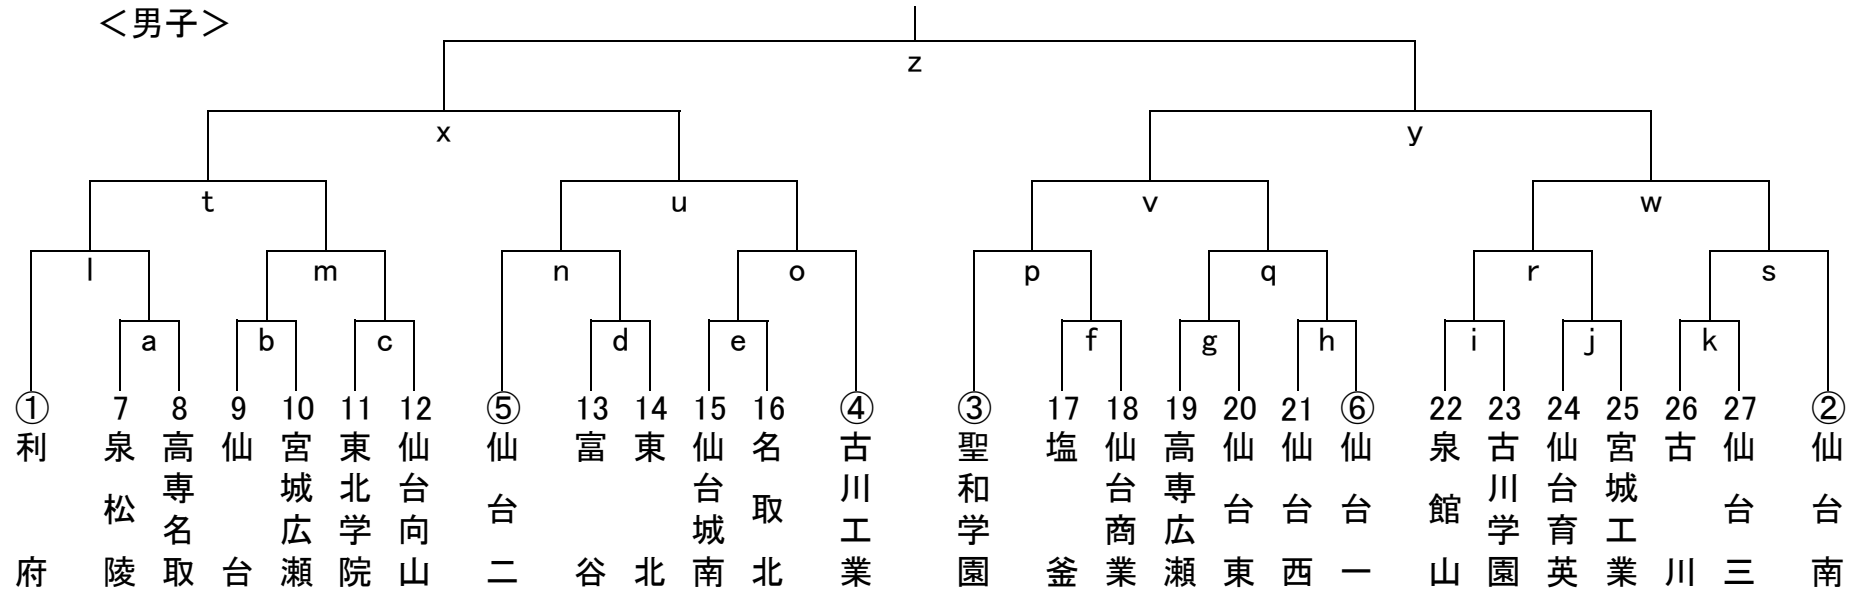 ＜男子＞
z
x y
t u v w
l m n o p q r s
a b c d e f g h i j k
① 7 8 9 10 11 12 ⑤ 13 14 15 16 ④ ③ 17 18 19 20 21 ⑥ 22 23 24 25 26 27 ②
利府
泉松陵
高専名取
仙台
宮城広瀬
東北学院
仙台向山
仙台二
富谷
東北
仙台城南
名取北
古川工業
聖和学園
塩釜
仙台商業
高専広瀬
仙台東
仙台西
仙台一
泉館山
古川学園
仙台育英
宮城工業
古川
仙台三
仙台南